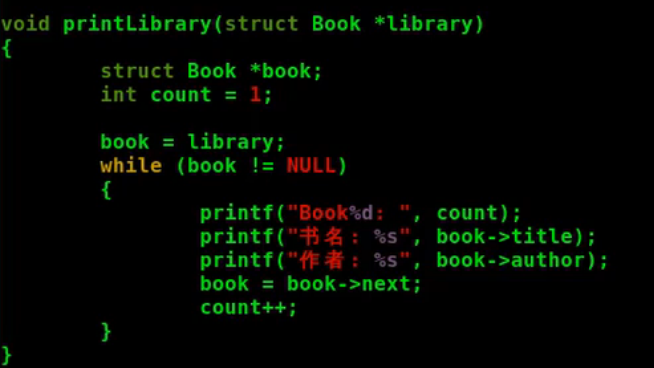 void printLibrary(struct Book *library)
{
        struct Book *book;
        int count = 1;

        book = library;
        while (book != NULL)
        {
                printf("Book%d: ", count);
                printf("书名：%s", book->title);
                printf("作者：%s", book->author);
                book = book->next;
                count++;
        }
}